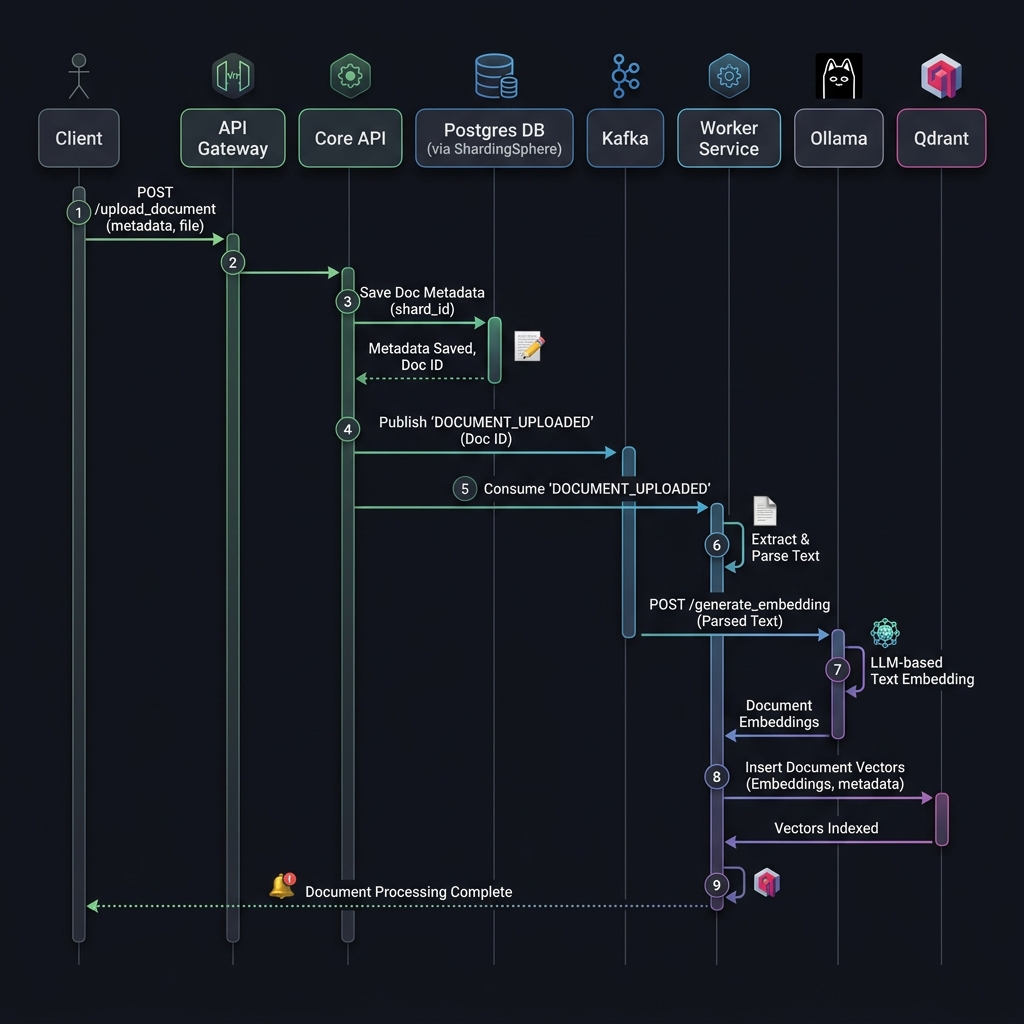 Client
API
Gateway
Core API
Postgres DB
(via ShardingSphere)
Kafka
Worker
Service
Ollama
Qdrant
1
POST
/upload_document
(metadata, file)
2
3
Save Doc Metadata
(shard_id)
Metadata Saved,
Doc ID
4
Publish ‘DOCUMENT_UPLOADED’
(Doc ID)
5
Consume ‘DOCUMENT_UPLOADED’
6
Extract &
Parse Text
POST /generate_embedding
(Parsed Text)
7
LLM-based
Text Embedding
Document
Embeddings
8
Insert Document Vectors
(Embeddings, metadata)
Vectors Indexed
9
Document Processing Complete